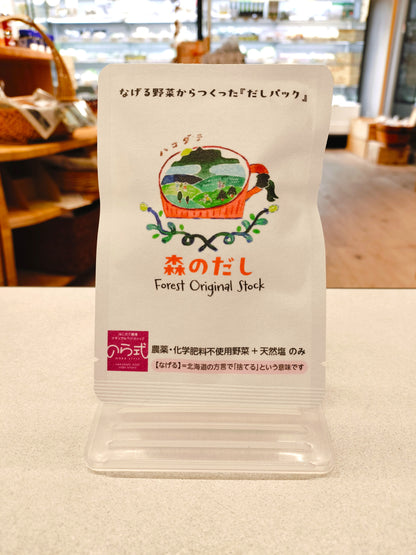 なげる野菜からつくった『だしパック』
ハコダテ
森のだし
Forest Original Stock
のら式
農薬・化学肥料不使用野菜+天然塩 のみ
【なげる】=北海道の方言で「捨てる」という意味です